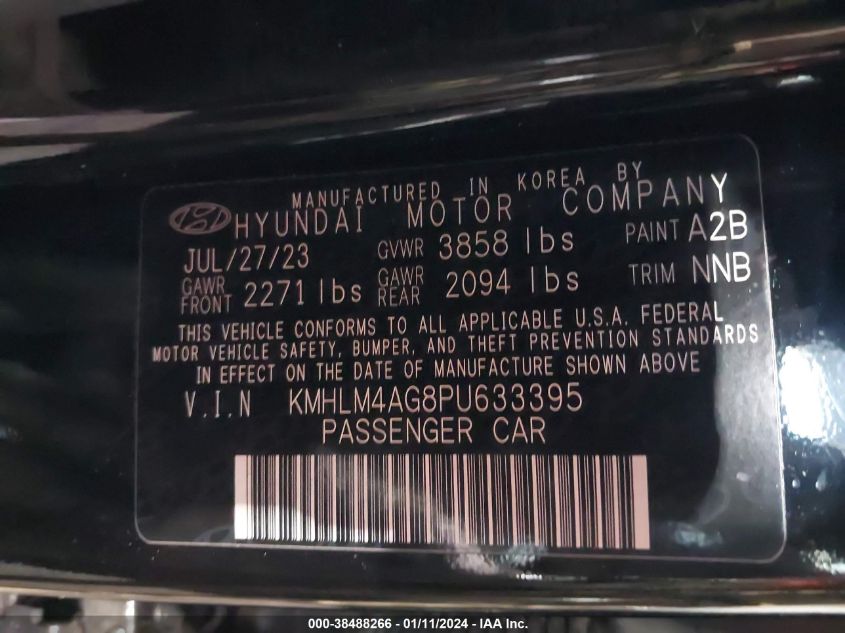 MANUFACTURED IN KOREA BY
HYUNDAI MOTOR COMPANY
JUL/27/23 GVWR 3858 lbs PAINT A2B
GAWR FRONT 2271 lbs GAWR REAR 2094 lbs TRIM NNB
THIS VEHICLE CONFORMS TO ALL APPLICABLE U.S.A. FEDERAL
MOTOR VEHICLE SAFETY, BUMPER, AND THEFT PREVENTION STANDARDS
IN EFFECT ON THE DATE OF MANUFACTURE SHOWN ABOVE
V.I.N KMHLM4AG8PU633395
PASSENGER CAR
000-38488266 - 01/11/2024 - IAA Inc.